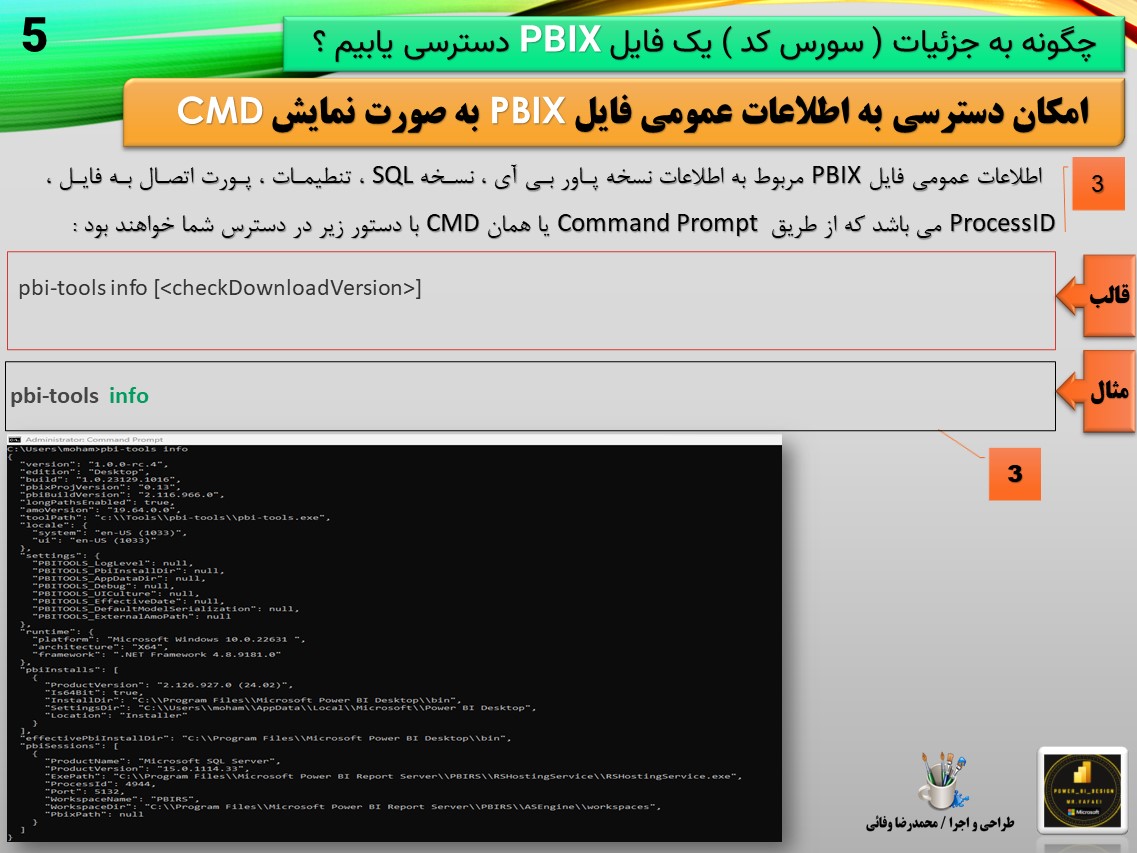 5
چگونه به جزئیات ( سورس کد ) یک فایل PBIX دسترسی یابیم ؟
امکان دسترسی به اطلاعات عمومی فایل PBIX به صورت نمایش CMD
3
اطلاعات عمومی فایل PBIX مربوط به اطلاعات نسخه پـاور بـی آی ، نسـخه SQL ، تنظیمـات ، پـورت اتصـال بـه فایـل ،
ProcessID می باشد که از طریق Command Prompt یا همان CMD با دستور زیر در دسترس شما خواهند بود :
قالب
pbi-tools info [<checkDownloadVersion>]
مثال
pbi-tools info
3
Administrator: Command Prompt
C:\Users\moham>pbi-tools info
{
"version": "1.0.0-rc.4",
"edition": "Desktop",
"build": "1.0.23129.1016",
"pbixProjVersion": "0.13",
"pbiBuildVersion": "2.116.966.0",
"longPathsEnabled": true,
"amoVersion": "19.64.0.0",
"toolPath": "c:\\Tools\\pbi-tools\\pbi-tools.exe",
"locale": {
"system": "en-US (1033)",
"ui": "en-US (1033)"
},
"settings": {
"PBITOOLS_LogLevel": null,
"PBITOOLS_PbiInstallDir": null,
"PBITOOLS_AppDataDir": null,
"PBITOOLS_Debug": null,
"PBITOOLS_UICulture": null,
"PBITOOLS_EffectiveDate": null,
"PBITOOLS_DefaultModelSerialization": null,
"PBITOOLS_ExternalAmoPath": null
},
"runtime": {
"platform": "Microsoft Windows 10.0.22631 ",
"architecture": "X64",
"framework": ".NET Framework 4.8.9181.0"
},
"pbiInstalls": [
{
"ProductVersion": "2.126.927.0 (24.02)",
"Is64Bit": true,
"InstallDir": "C:\\Program Files\\Microsoft Power BI Desktop\\bin",
"SettingsDir": "C:\\Users\\moham\\AppData\\Local\\Microsoft\\Power BI Desktop",
"Location": "Installer"
}
],
"effectivePbiInstallDir": "C:\\Program Files\\Microsoft Power BI Desktop\\bin",
"pbiSessions": [
{
"ProductName": "Microsoft SQL Server",
"ProductVersion": "15.0.1114.33",
"ExePath": "C:\\Program Files\\Microsoft Power BI Report Server\\PBIRS\\RSHostingService\\RSHostingService.exe",
"ProcessId": 4944,
"Port": 5132,
"WorkspaceName": "PBIRS",
"WorkspaceDir": "C:\\Program Files\\Microsoft Power BI Report Server\\PBIRS\\ASEngine\\workspaces",
"PbixPath": null
}
]
}
طراحی و اجرا / محمدرضا وفائی
POWER_BI_DESIGN
MR.VAFAEI
Microsoft